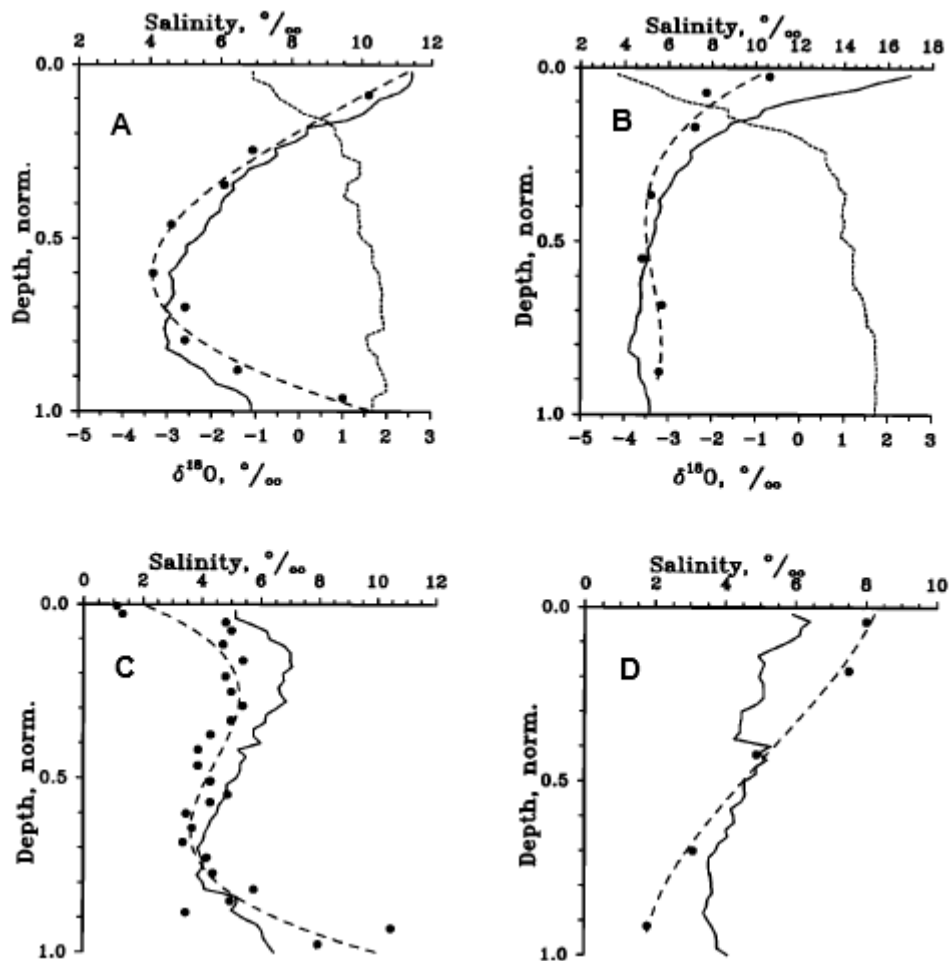 Salinity, °/∞
2 4 6 8 10 12
0.0
0.5
1.0
Depth, norm.
A
-5 -4 -3 -2 -1 0 1 2 3
δ¹⁸O, °/∞
Salinity, °/∞
2 4 6 8 10 12 14 16 18
0.0
0.5
1.0
Depth, norm.
B
-5 -4 -3 -2 -1 0 1 2 3
δ¹⁸O, °/∞
Salinity, °/∞
0 2 4 6 8 10 12
0.0
0.5
1.0
Depth, norm.
C
Salinity, °/∞
0 2 4 6 8 10
0.0
0.5
1.0
Depth, norm.
D